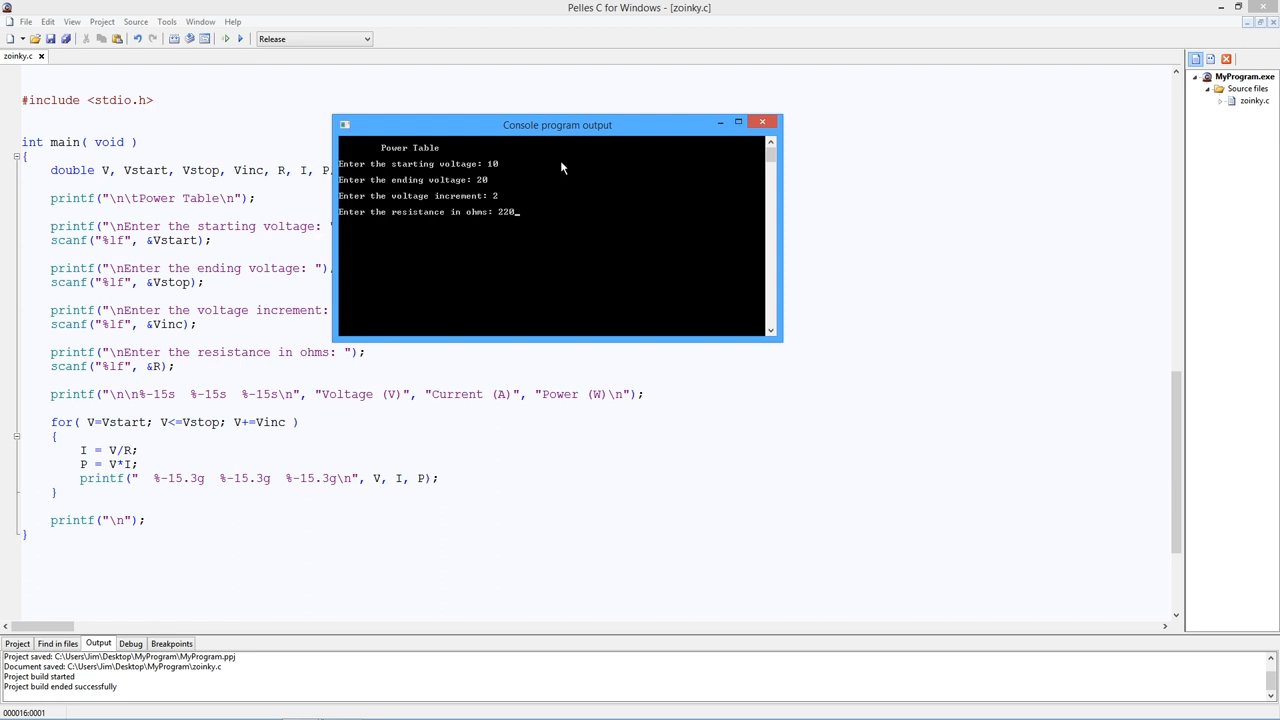 Pelles C for Windows - [zoinky.c]
File Edit View Project Source Tools Window Help
Release
zoinky.c
MyProgram.exe
Source files
zoinky.c
#include <stdio.h>
int main( void )
{
double V, Vstart, Vstop, Vinc, R, I, P
printf("\n\tPower Table\n");
printf("\nEnter the starting voltage: "
scanf("%lf", &Vstart);
printf("\nEnter the ending voltage: ")
scanf("%lf", &Vstop);
printf("\nEnter the voltage increment:
scanf("%lf", &Vinc);
printf("\nEnter the resistance in ohms: ");
scanf("%lf", &R);
printf("\n\n%-15s  %-15s  %-15s\n", "Voltage (V)", "Current (A)", "Power (W)\n");
for( V=Vstart; V<=Vstop; V+=Vinc )
{
I = V/R;
P = V*I;
printf("  %-15.3g  %-15.3g  %-15.3g\n", V, I, P);
}
printf("\n");
}
Console program output
Power Table
Enter the starting voltage: 10
Enter the ending voltage: 20
Enter the voltage increment: 2
Enter the resistance in ohms: 220_
Project Find in files Output Debug Breakpoints
Project saved: C:\Users\Jim\Desktop\MyProgram\MyProgram.ppj
Document saved: C:\Users\Jim\Desktop\MyProgram\zoinky.c
Project build started
Project build ended successfully
000016:0001